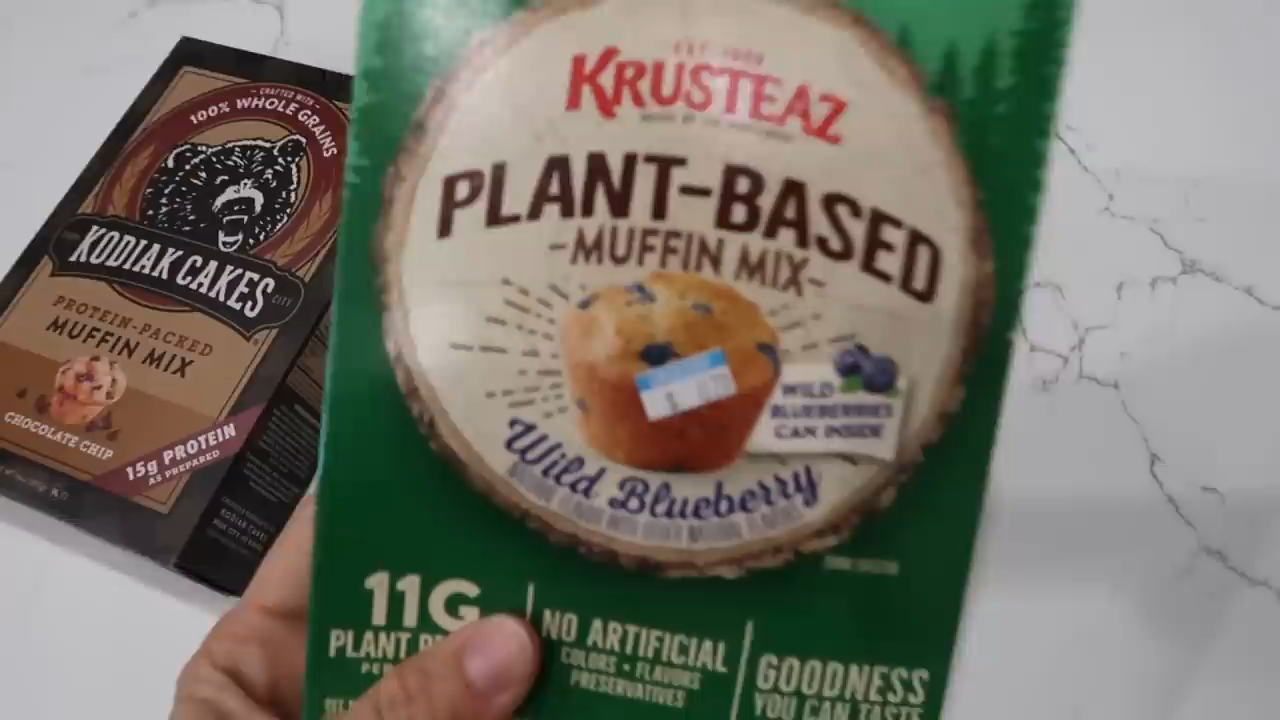 CRAFTED WITH
100% WHOLE GRAINS
KODIAK CAKES
CITY
PROTEIN-PACKED
MUFFIN MIX
CHOCOLATE CHIP
15g PROTEIN
AS PREPARED
KRUSTEAZ
PLANT-BASED
-MUFFIN MIX-
WILD
BLUEBERRIES
CAN INSIDE
Wild Blueberry
11G
PLANT
NO ARTIFICIAL
COLORS • FLAVORS
PRESERVATIVES
GOODNESS
YOU CAN TASTE